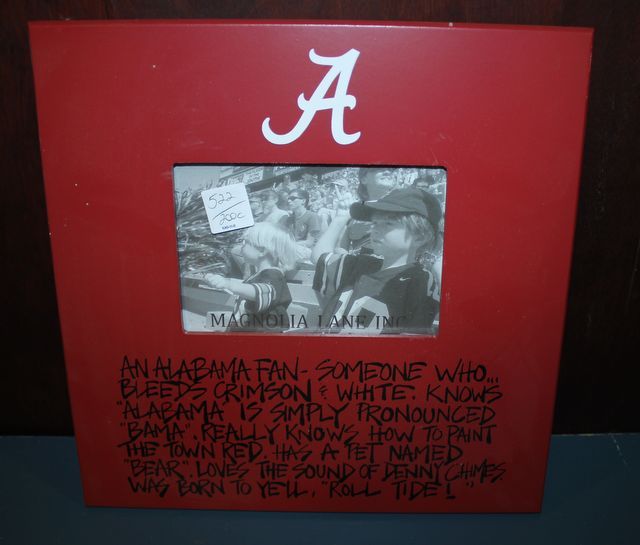 A
522
200C
MAGNOLIA LANE INC
AN ALABAMA FAN- SOMEONE WHO...
BLEEDS CRIMSON & WHITE. KNOWS
"ALABAMA" IS SIMPLY PRONOUNCED
"BAMA". REALLY KNOWS HOW TO PAINT
THE TOWN RED. HAS A PET NAMED
"BEAR". LOVES THE SOUND OF DENNY CHIMES.
WAS BORN TO YELL, "ROLL TIDE!"